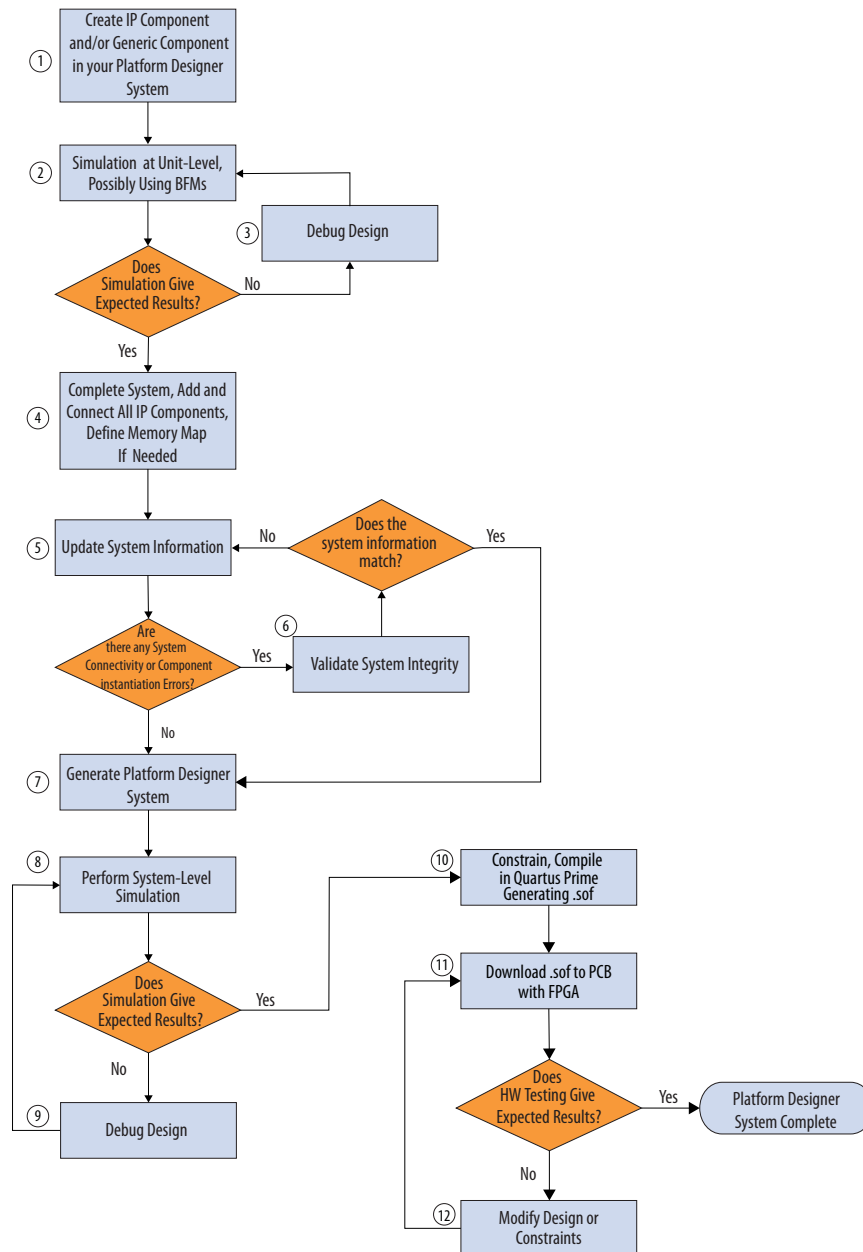 Create IP Component
and/or Generic Component
in your Platform Designer
System
1
Simulation at Unit-Level,
Possibly Using BFMs
2
Debug Design
3
Does
Simulation Give
Expected Results?
No
Yes
Complete System, Add and
Connect All IP Components,
Define Memory Map
If Needed
4
Update System Information
5
No
Does the
system information
match?
Yes
Are
there any System
Connectivity or Component
instantiation Errors?
Yes
6
Validate System Integrity
No
Generate Platform Designer
System
7
8
Perform System-Level
Simulation
Does
Simulation Give
Expected Results?
Yes
No
9
Debug Design
10
Constrain, Compile
in Quartus Prime
Generating .sof
11
Download .sof to PCB
with FPGA
Does
HW Testing Give
Expected Results?
Yes
Platform Designer
System Complete
No
12
Modify Design or
Constraints